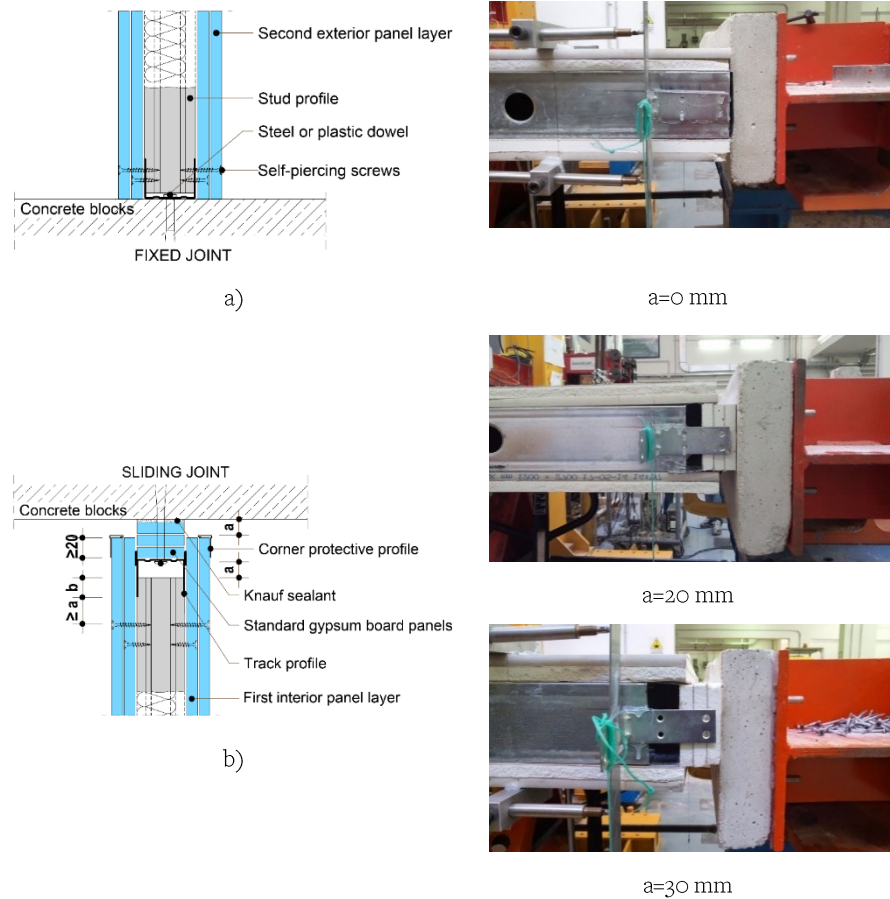 Second exterior panel layer
Stud profile
Steel or plastic dowel
Self-piercing screws
Concrete blocks
FIXED JOINT
a)
a=0 mm
SLIDING JOINT
Concrete blocks
≥20
b
≥ a
a
a
Corner protective profile
Knauf sealant
Standard gypsum board panels
Track profile
First interior panel layer
b)
a=20 mm
a=30 mm